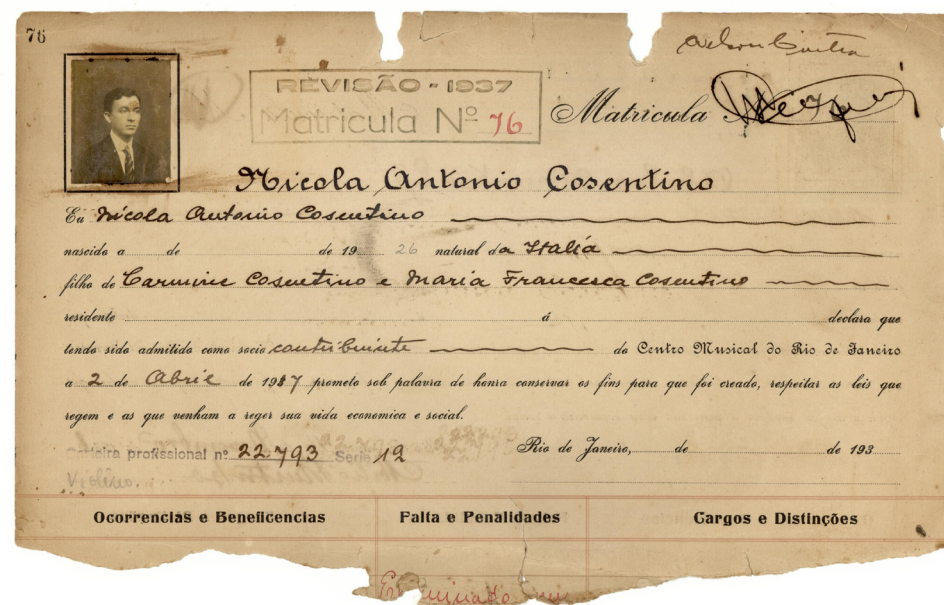 76
REVISÃO - 1937
Matricula Nº 76
Matricula
Nicola Antonio Cosentino
Eu Nicola Antonio Cosentino
nascido a de de 19 26 natural da Italia
filho de Carmine Cosentino e Maria Francesca Cosentino
residente á declara que
tendo sido admitido como socio contribuinte do Centro Musical do Rio de Janeiro
a 2 de Abril de 1917 prometo sob palavra de honra conservar os fins para que foi creado, respeitar as leis que
regem e as que venham a reger sua vida economica e social.
Carteira profissional nº 22.793 Serie 12
Rio de Janeiro, de de 193
Violino.
Ocorrencias e Beneficencias Falta e Penalidades Cargos e Distinções